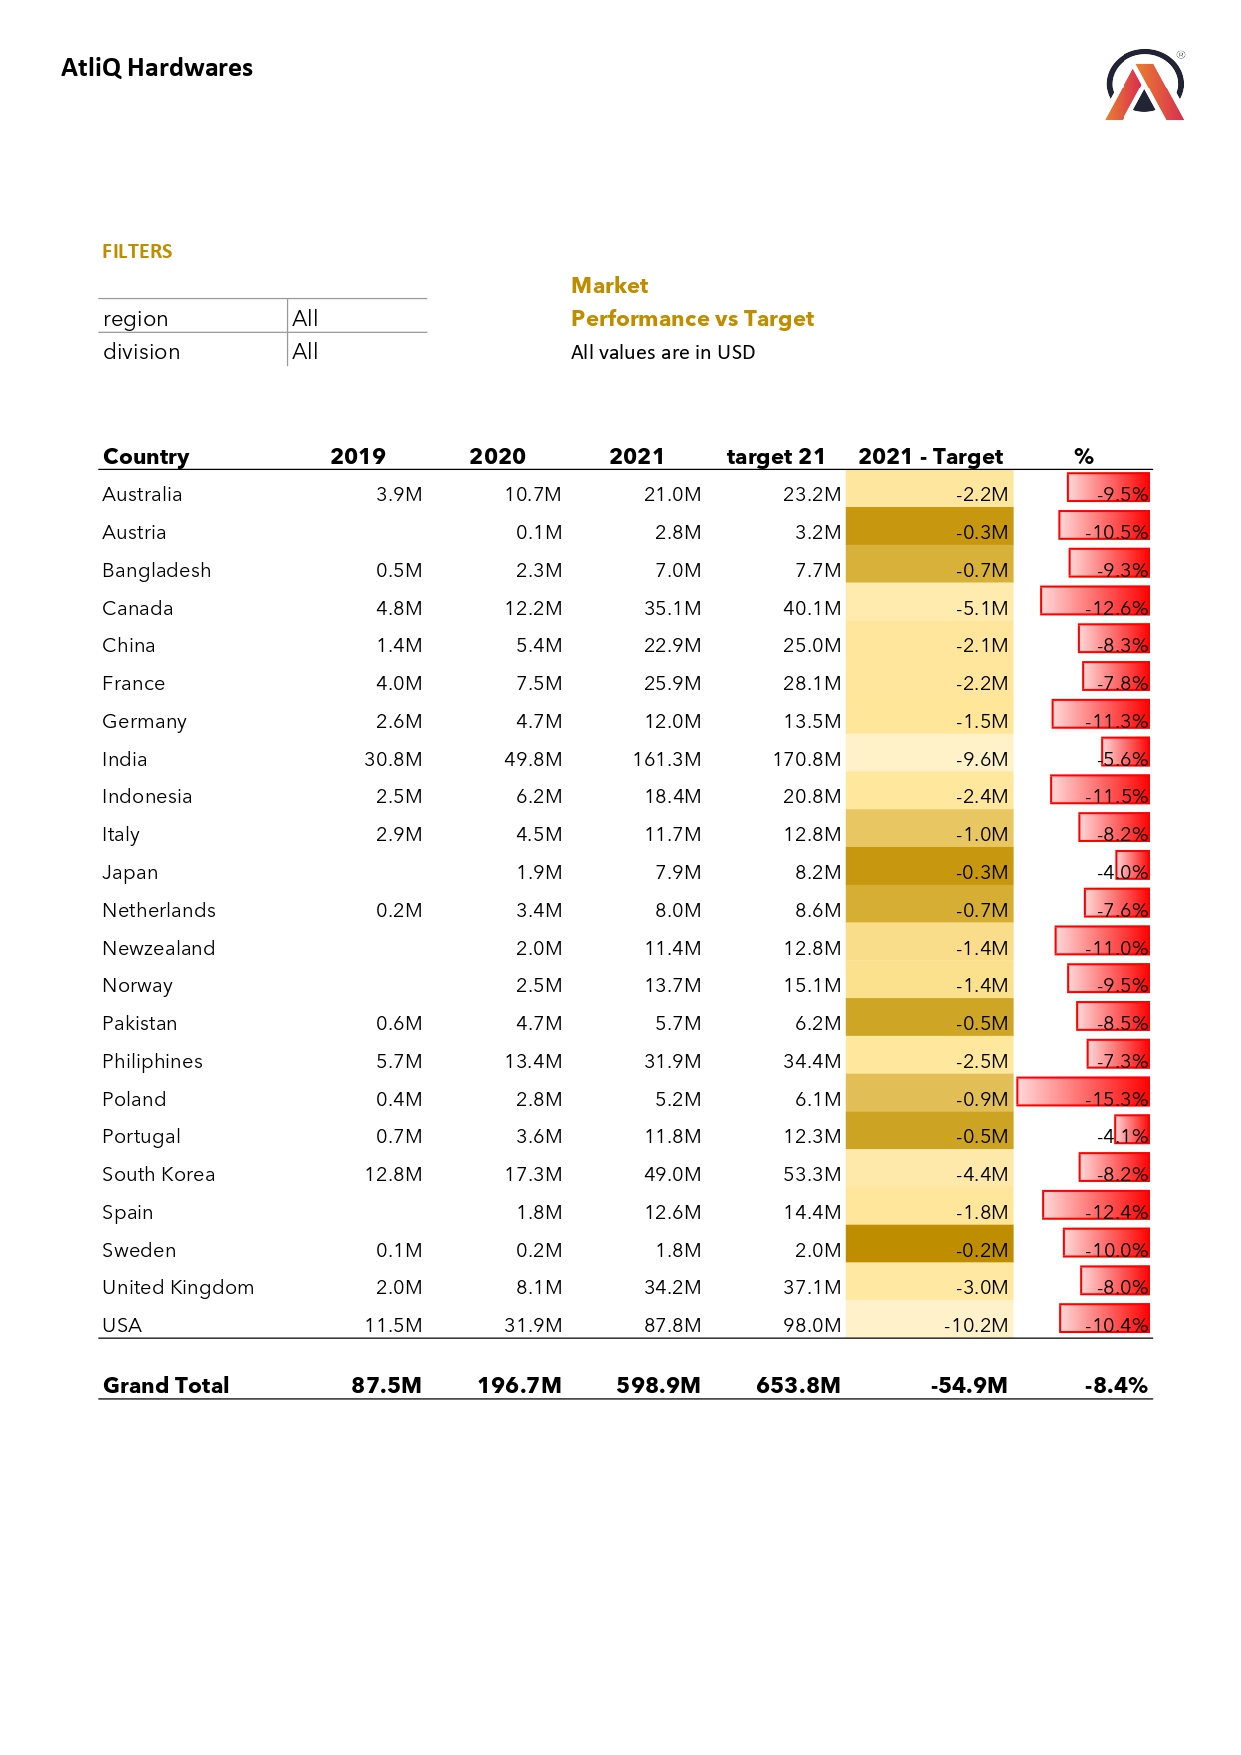 AtliQ Hardwares
®
FILTERS
Market
region All Performance vs Target
division All All values are in USD
Country 2019 2020 2021 target 21 2021 - Target %
Australia 3.9M 10.7M 21.0M 23.2M -2.2M -9.5%
Austria 0.1M 2.8M 3.2M -0.3M -10.5%
Bangladesh 0.5M 2.3M 7.0M 7.7M -0.7M -9.3%
Canada 4.8M 12.2M 35.1M 40.1M -5.1M -12.6%
China 1.4M 5.4M 22.9M 25.0M -2.1M -8.3%
France 4.0M 7.5M 25.9M 28.1M -2.2M -7.8%
Germany 2.6M 4.7M 12.0M 13.5M -1.5M -11.3%
India 30.8M 49.8M 161.3M 170.8M -9.6M -5.6%
Indonesia 2.5M 6.2M 18.4M 20.8M -2.4M -11.5%
Italy 2.9M 4.5M 11.7M 12.8M -1.0M -8.2%
Japan 1.9M 7.9M 8.2M -0.3M -4.0%
Netherlands 0.2M 3.4M 8.0M 8.6M -0.7M -7.6%
Newzealand 2.0M 11.4M 12.8M -1.4M -11.0%
Norway 2.5M 13.7M 15.1M -1.4M -9.5%
Pakistan 0.6M 4.7M 5.7M 6.2M -0.5M -8.5%
Philiphines 5.7M 13.4M 31.9M 34.4M -2.5M -7.3%
Poland 0.4M 2.8M 5.2M 6.1M -0.9M -15.3%
Portugal 0.7M 3.6M 11.8M 12.3M -0.5M -4.1%
South Korea 12.8M 17.3M 49.0M 53.3M -4.4M -8.2%
Spain 1.8M 12.6M 14.4M -1.8M -12.4%
Sweden 0.1M 0.2M 1.8M 2.0M -0.2M -10.0%
United Kingdom 2.0M 8.1M 34.2M 37.1M -3.0M -8.0%
USA 11.5M 31.9M 87.8M 98.0M -10.2M -10.4%
Grand Total 87.5M 196.7M 598.9M 653.8M -54.9M -8.4%